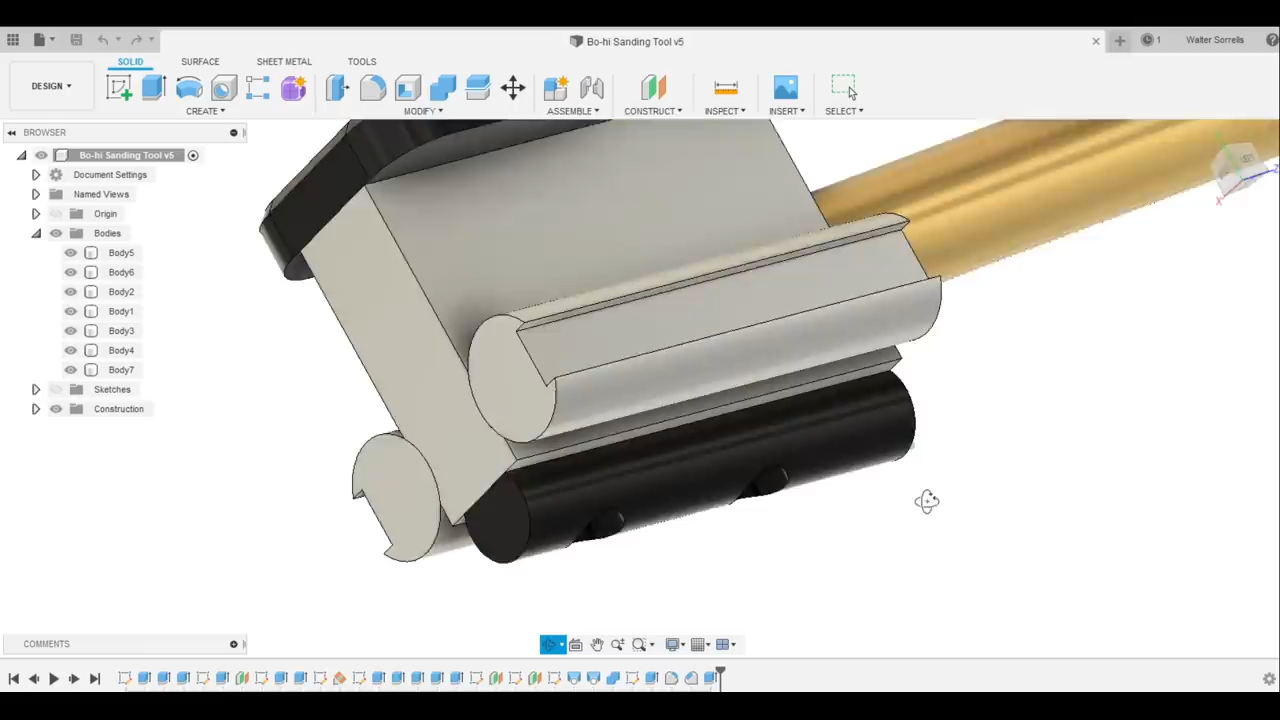 Bo-hi Sanding Tool v5
1
Walter Sorrells
SOLID
SURFACE
SHEET METAL
TOOLS
DESIGN
CREATE
MODIFY
ASSEMBLE
CONSTRUCT
INSPECT
INSERT
SELECT
BROWSER
Bo-hi Sanding Tool v5
Document Settings
Named Views
Origin
Bodies
Body5
Body6
Body2
Body1
Body3
Body4
Body7
Sketches
Construction
X
Z
COMMENTS